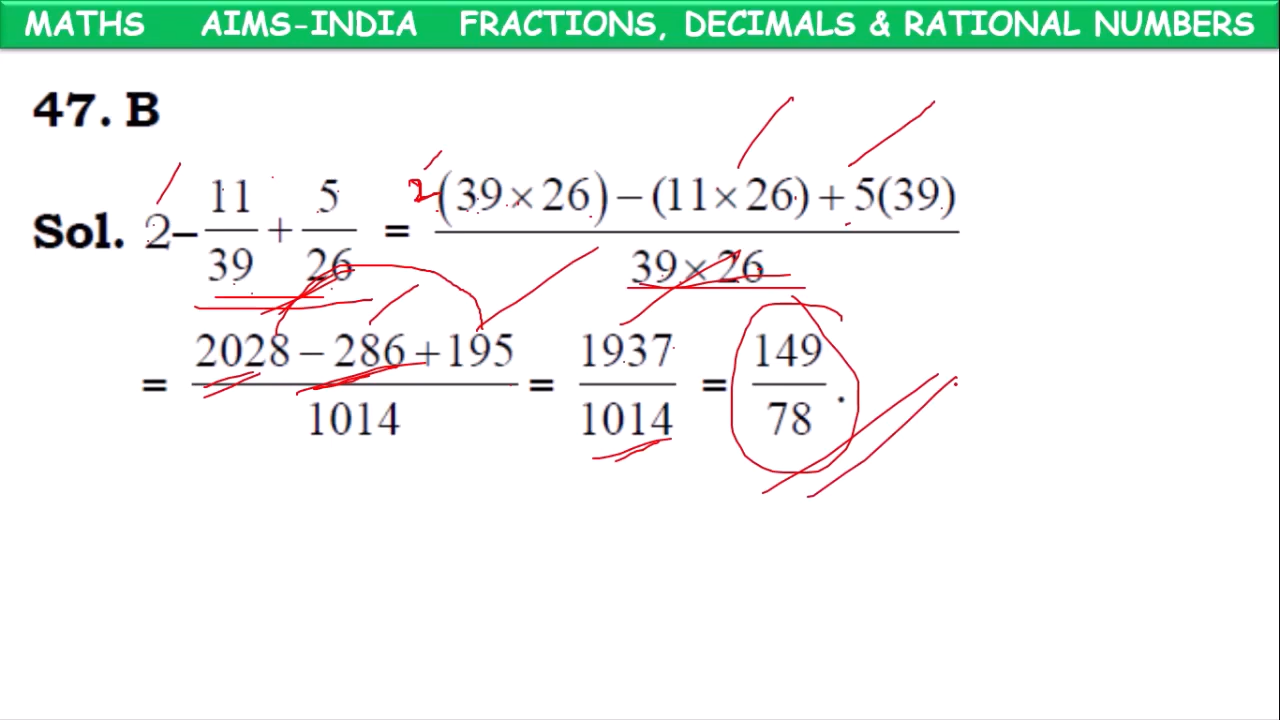 MATHS AIMS-INDIA FRACTIONS, DECIMALS & RATIONAL NUMBERS
47. B
Sol. 2 – 11/39 + 5/26 = (2(39×26) – (11×26) + 5(39))/(39×26)
= (2028 – 286 + 195)/1014 = 1937/1014 = 149/78.